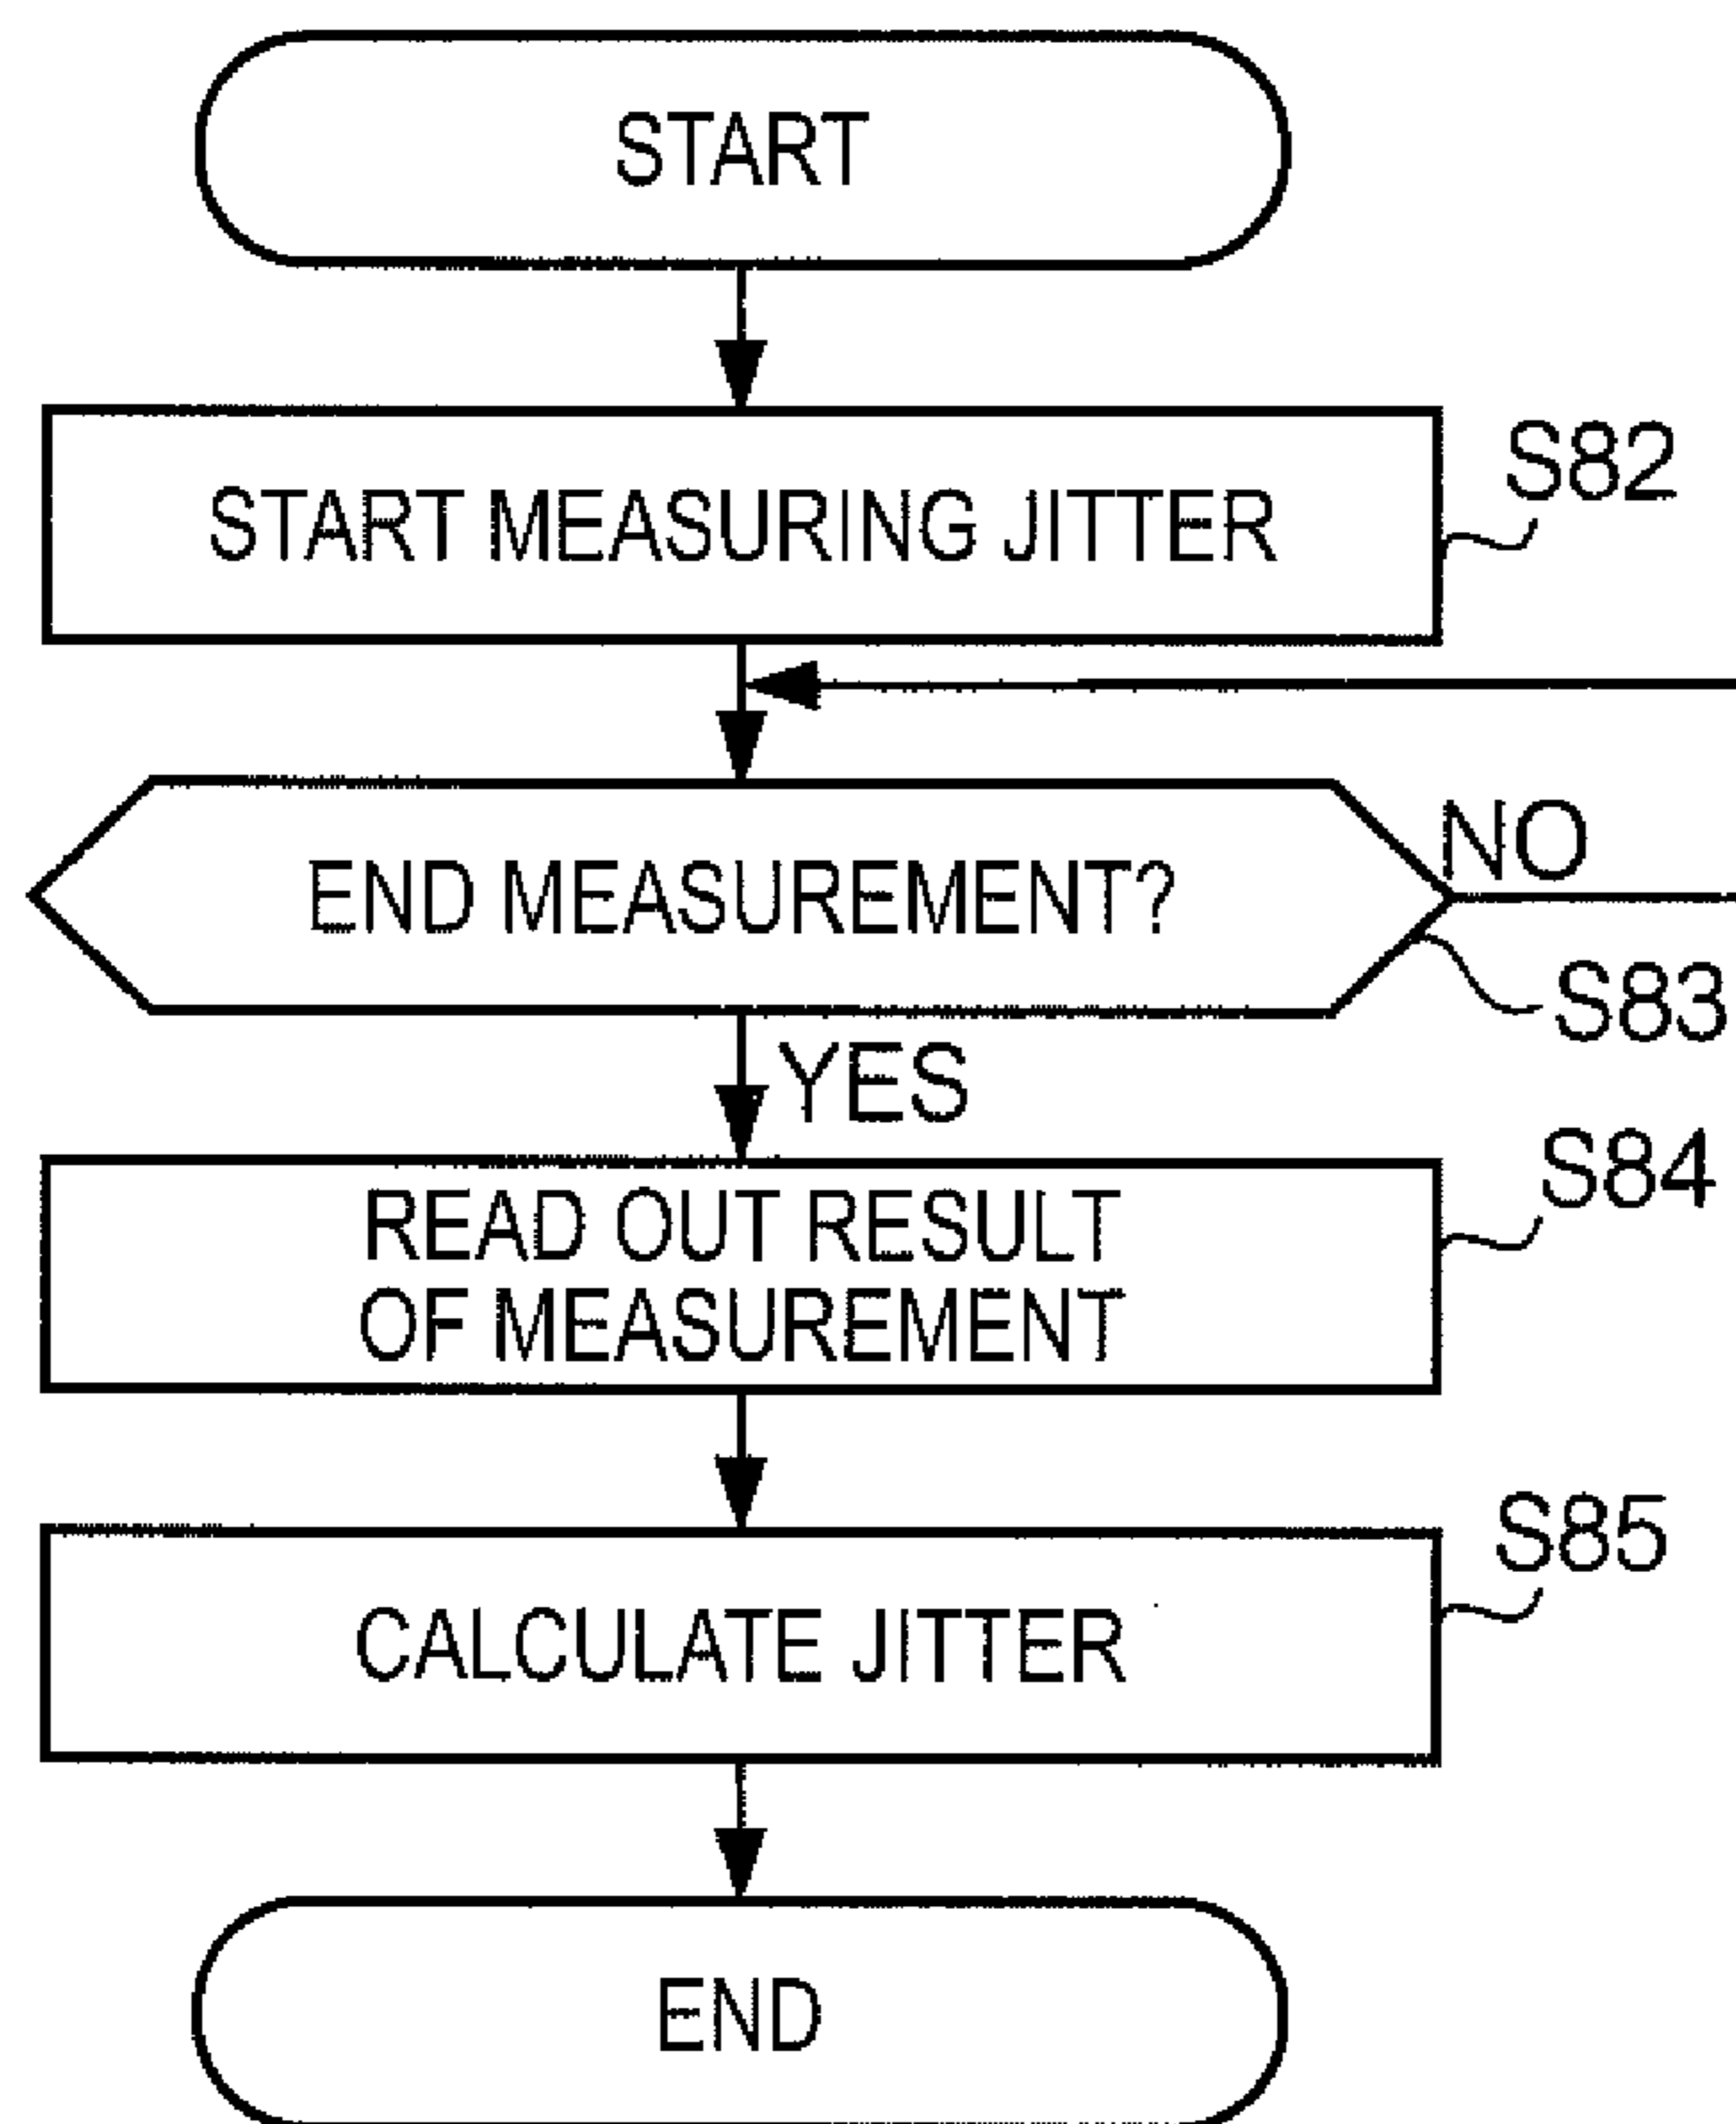 START
START MEASURING JITTER
S82
END MEASUREMENT?
NO
S83
YES
S84
READ OUT RESULT
OF MEASUREMENT
S85
CALCULATE JITTER
END